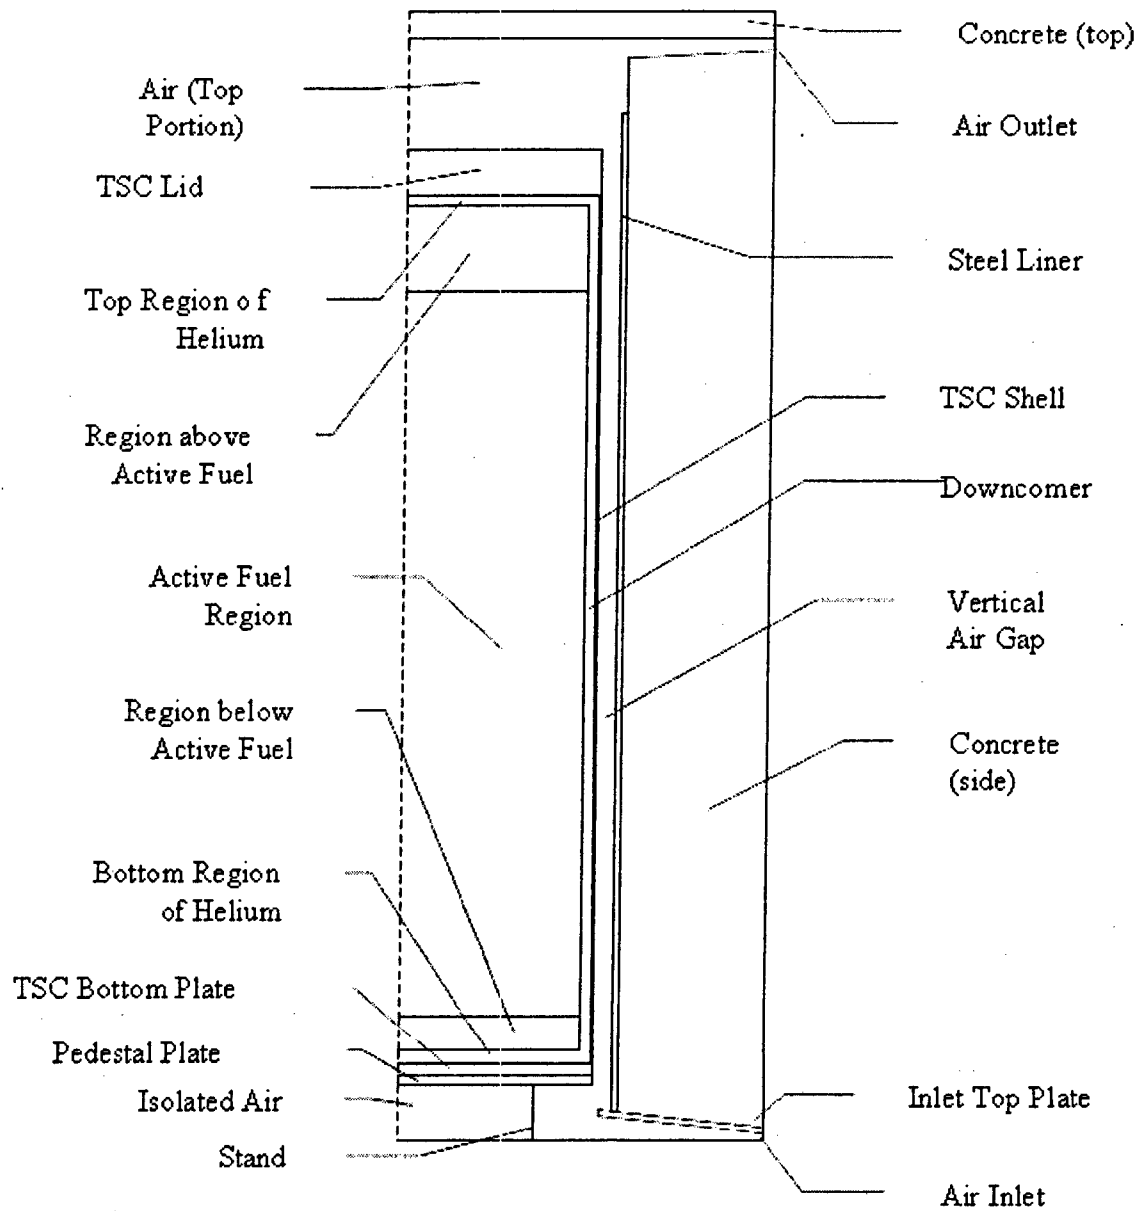 Concrete (top)
Air (Top
Portion)
Air Outlet
TSC Lid
Steel Liner
Top Region of
Helium
TSC Shell
Region above
Active Fuel
Downcomer
Active Fuel
Region
Vertical
Air Gap
Region below
Active Fuel
Concrete
(side)
Bottom Region
of Helium
TSC Bottom Plate
Pedestal Plate
Isolated Air
Inlet Top Plate
Stand
Air Inlet